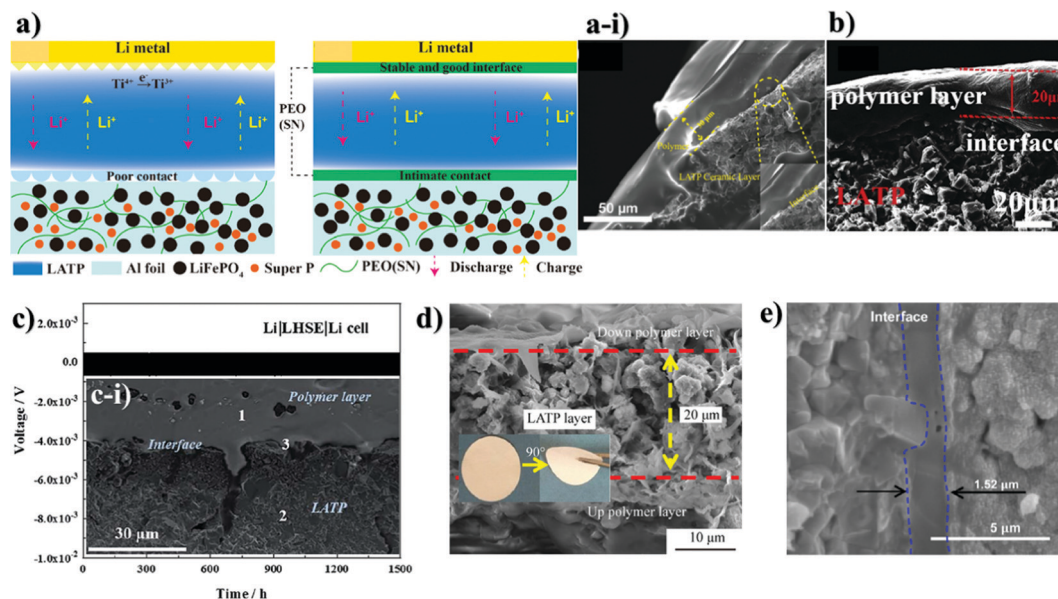 a)
Li metal
Ti⁴⁺ e⁻→ Ti³⁺
Li⁺
Li⁺
Li⁺
Li⁺
Poor contact
PEO
(SN)
Li metal
Stable and good interface
Li⁺
Li⁺
Li⁺
Li⁺
Intimate contact
LATP
Al foil
LiFePO₄
Super P
PEO(SN)
Discharge
Charge
a-i)
Polymer
LATP Ceramic Layer
50 μm
b)
polymer layer
20μm
interface
LATP
20μm
c)
Li|LHSE|Li cell
Voltage / V
2.0×10⁻³
0.0
-2.0×10⁻³
-4.0×10⁻³
-6.0×10⁻³
-8.0×10⁻³
-1.0×10⁻²
c-i)
1
Polymer layer
Interface
3
LATP
2
30 μm
0
300
600
900
1200
1500
Time / h
d)
Down polymer layer
LATP layer
20 μm
90°
Up polymer layer
10 μm
e)
Interface
1.52 μm
5 μm